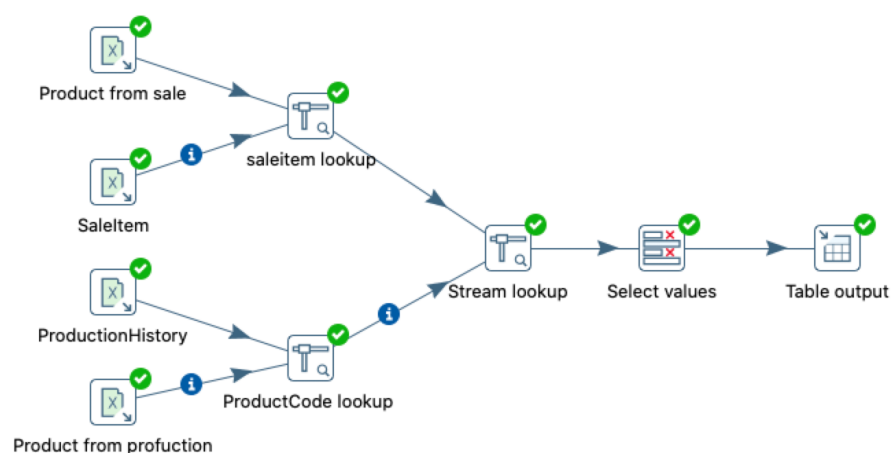 Product from sale
saleitem lookup
SaleItem
Stream lookup
Select values
Table output
ProductionHistory
ProductCode lookup
Product from profuction